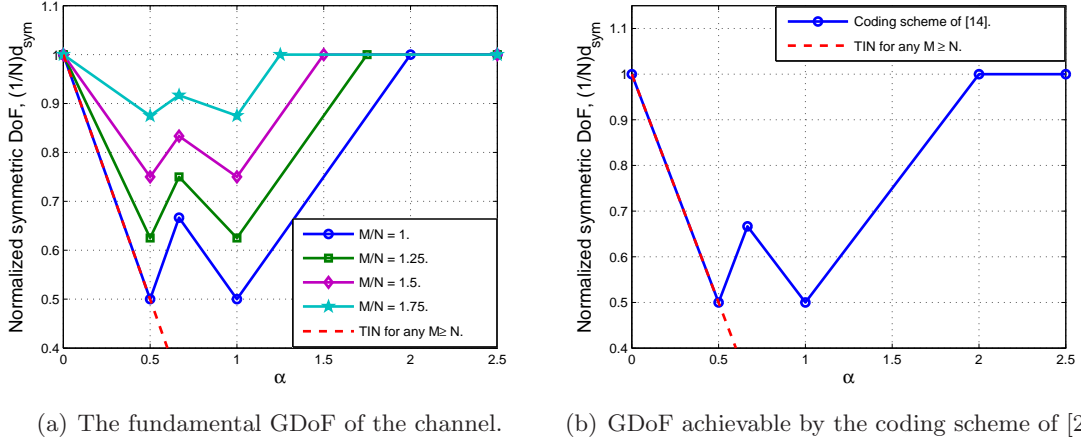 1.1
1
0.9
0.8
0.7
0.6
0.5
0.4
0
0.5
1
1.5
2
2.5
Normalized symmetric DoF, (1/N)d_sym
α
M/N = 1.
M/N = 1.25.
M/N = 1.5.
M/N = 1.75.
TIN for any M≥ N.
(a) The fundamental GDoF of the channel.
1.1
1
0.9
0.8
0.7
0.6
0.5
0.4
0
0.5
1
1.5
2
2.5
Normalized symmetric DoF, (1/N)d_sym
α
Coding scheme of [14].
TIN for any M ≥ N.
(b) GDoF achievable by the coding scheme of [2